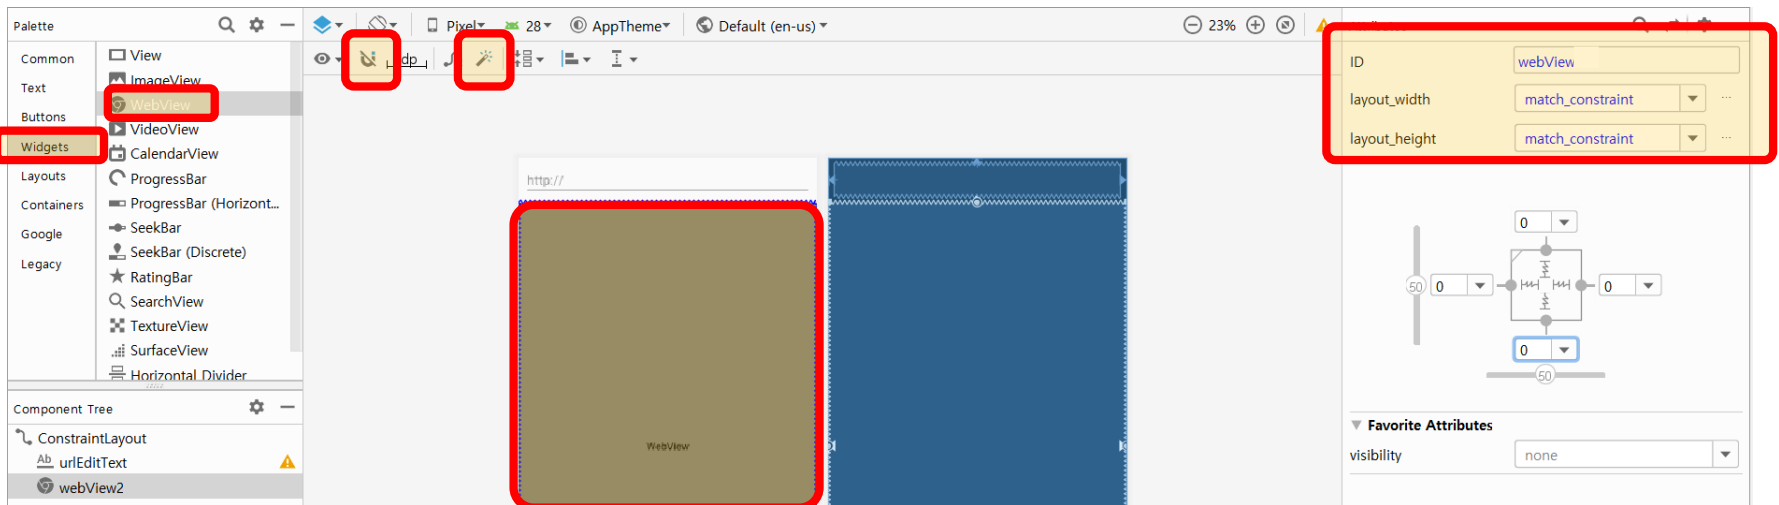 Palette
Common
Text
Buttons
Widgets
Layouts
Containers
Google
Legacy
View
ImageView
WebView
VideoView
CalendarView
ProgressBar
ProgressBar (Horizont...
SeekBar
SeekBar (Discrete)
RatingBar
SearchView
TextureView
SurfaceView
Horizontal Divider
Component Tree
ConstraintLayout
Ab urlEditText
webView2
Pixel
28
AppTheme
Default (en-us)
23%
dp
http://
WebView
ID
webView
layout_width
match_constraint
...
layout_height
match_constraint
...
0
50
0
0
0
50
Favorite Attributes
visibility
none